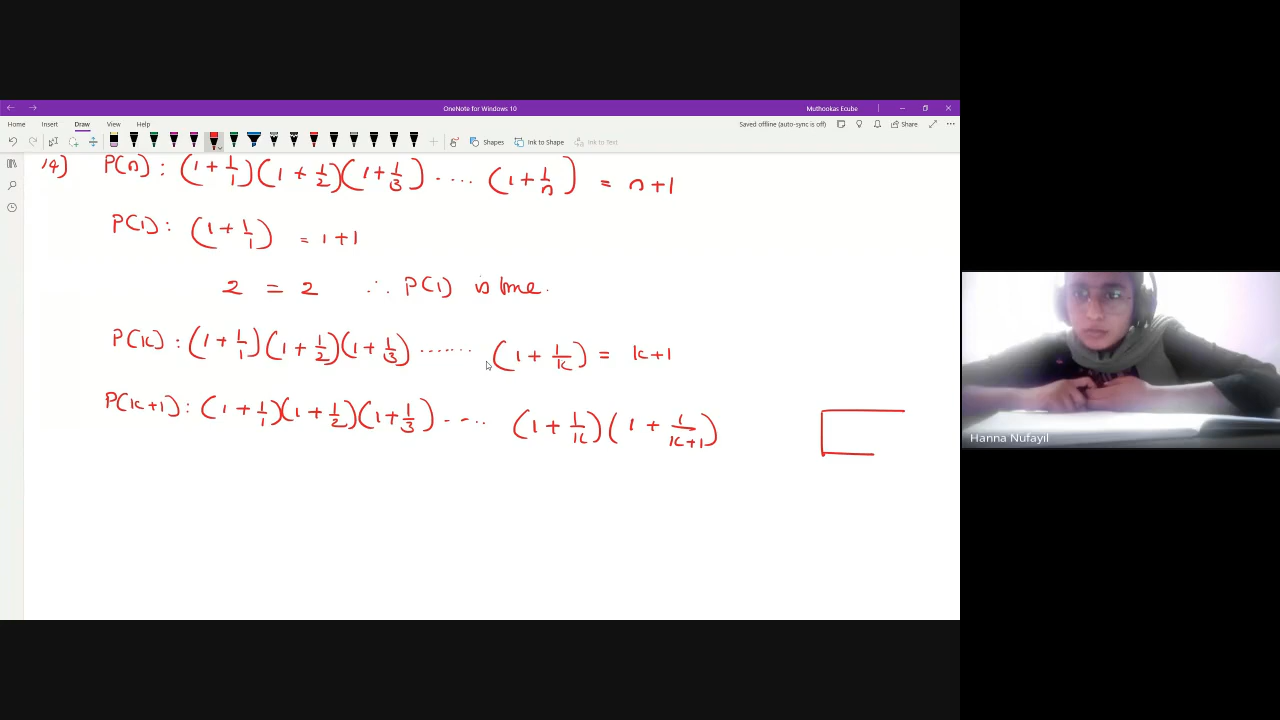 OneNote for Windows 10
Muthookas Ecube
Home Insert Draw View Help
Saved offline (auto-sync is off) Share
Shapes Ink to Shape Ink to Text
14) P(n) : (1 + 1/1)(1 + 1/2)(1 + 1/3) .... (1 + 1/n) = n+1
P(1) : (1 + 1/1) = 1+1
2 = 2 ∴ P(1) is true.
P(k) : (1 + 1/1)(1 + 1/2)(1 + 1/3) ....... (1 + 1/k) = k+1
P(k+1) : (1 + 1/1)(1 + 1/2)(1 + 1/3) .... (1 + 1/k)(1 + 1/k+1)
Hanna Nufayil